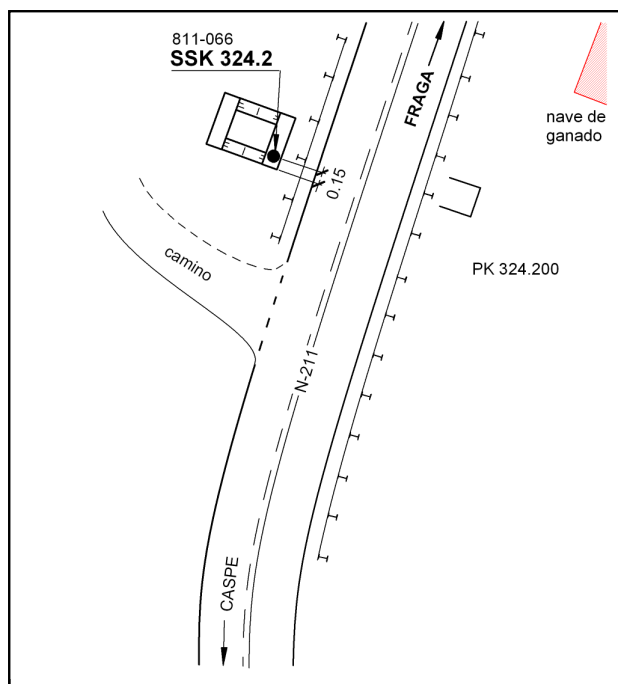 811-066
SSK 324.2
FRAGA
nave de
ganado
0.15
camino
PK 324.200
N-211
CASPE